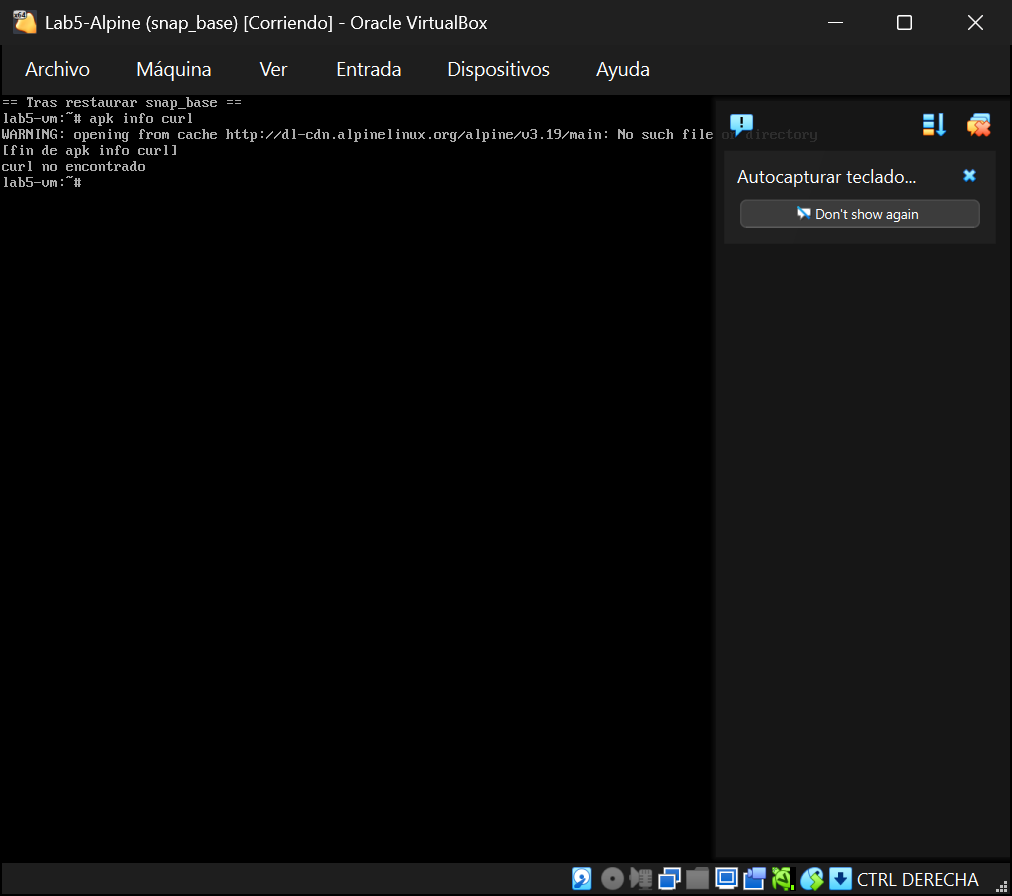 Lab5-Alpine (snap_base) [Corriendo] - Oracle VirtualBox
Archivo Máquina Ver Entrada Dispositivos Ayuda
== Tras restaurar snap_base ==
lab5-vm:~# apk info curl
WARNING: opening from cache http://dl-cdn.alpinelinux.org/alpine/v3.19/main: No such file or directory
[fin de apk info curl]
curl no encontrado
lab5-vm:~#
Autocapturar teclado...
Don't show again
CTRL DERECHA